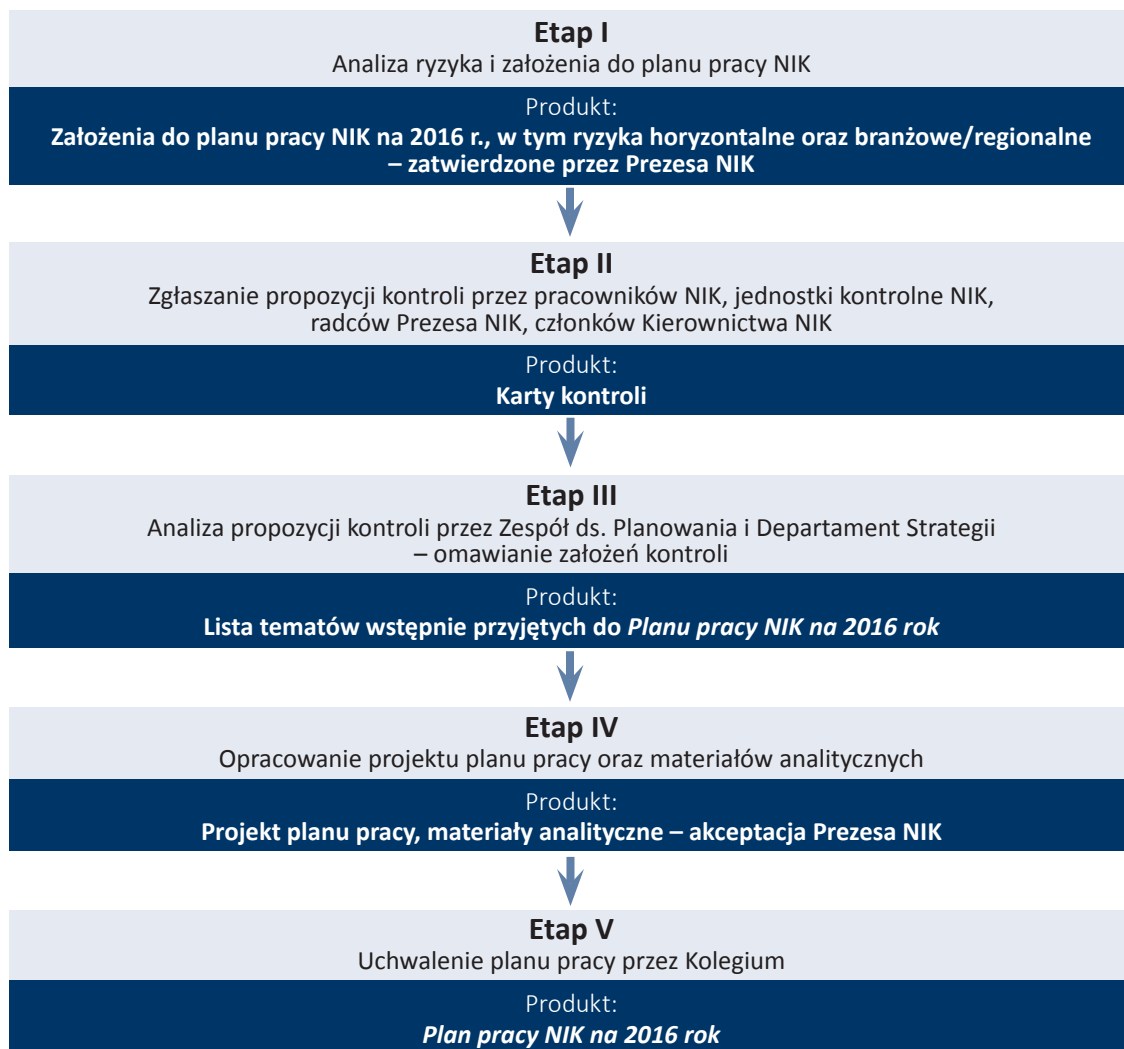 Etap I
Analiza ryzyka i założenia do planu pracy NIK
Produkt:
Założenia do planu pracy NIK na 2016 r., w tym ryzyka horyzontalne oraz branżowe/regionalne
– zatwierdzone przez Prezesa NIK
Etap II
Zgłaszanie propozycji kontroli przez pracowników NIK, jednostki kontrolne NIK,
radców Prezesa NIK, członków Kierownictwa NIK
Produkt:
Karty kontroli
Etap III
Analiza propozycji kontroli przez Zespół ds. Planowania i Departament Strategii
– omawianie założeń kontroli
Produkt:
Lista tematów wstępnie przyjętych do Planu pracy NIK na 2016 rok
Etap IV
Opracowanie projektu planu pracy oraz materiałów analitycznych
Produkt:
Projekt planu pracy, materiały analityczne – akceptacja Prezesa NIK
Etap V
Uchwalenie planu pracy przez Kolegium
Produkt:
Plan pracy NIK na 2016 rok